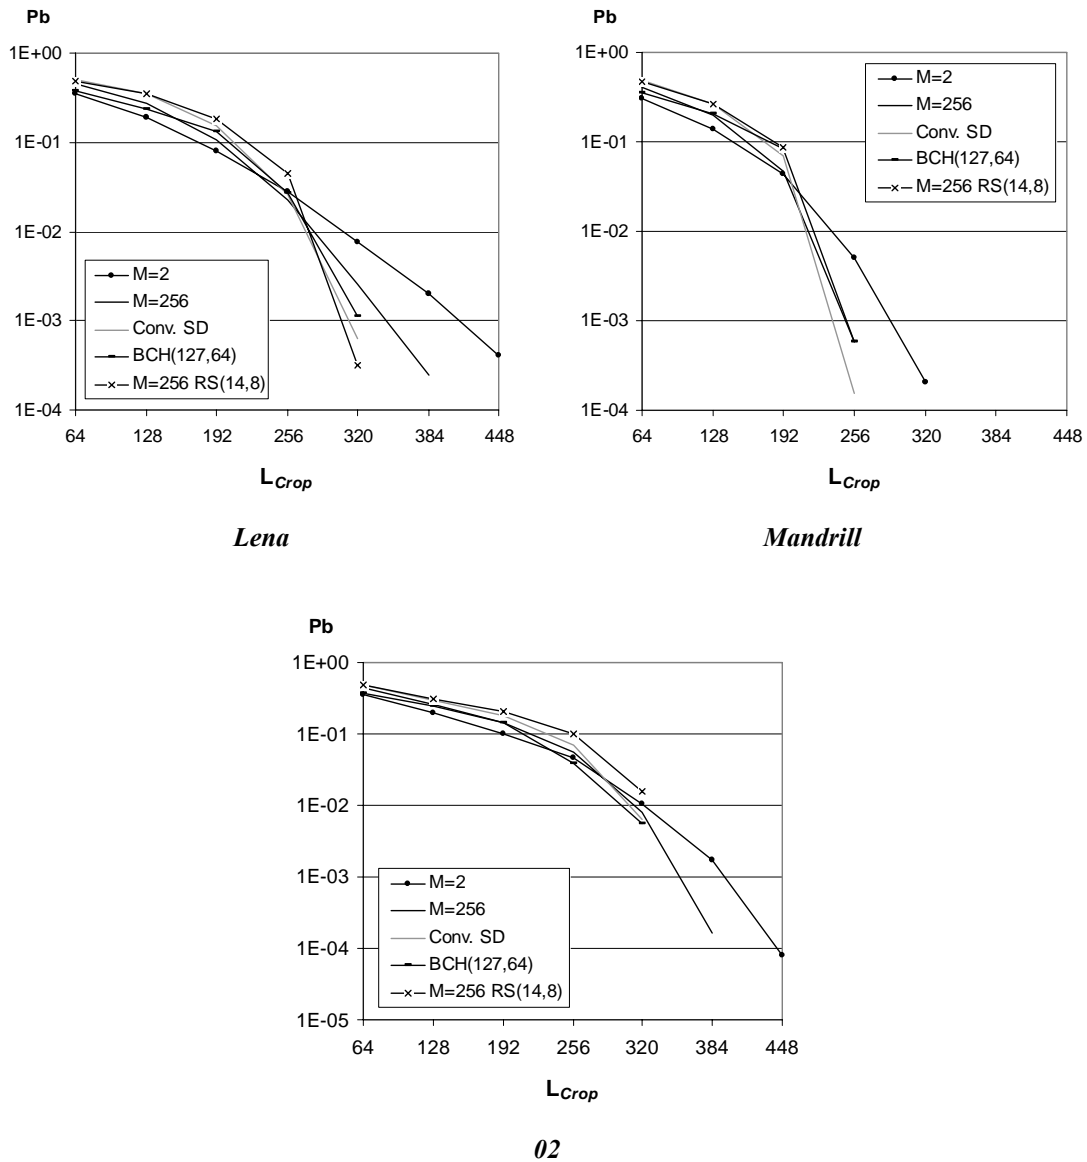 Pb
1E+00
1E-01
1E-02
1E-03
1E-04
M=2
M=256
Conv. SD
BCH(127,64)
M=256 RS(14,8)
64 128 192 256 320 384 448
L Crop
Lena
Pb
1E+00
1E-01
1E-02
1E-03
1E-04
M=2
M=256
Conv. SD
BCH(127,64)
M=256 RS(14,8)
64 128 192 256 320 384 448
L Crop
Mandrill
Pb
1E+00
1E-01
1E-02
1E-03
1E-04
1E-05
M=2
M=256
Conv. SD
BCH(127,64)
M=256 RS(14,8)
64 128 192 256 320 384 448
L Crop
02